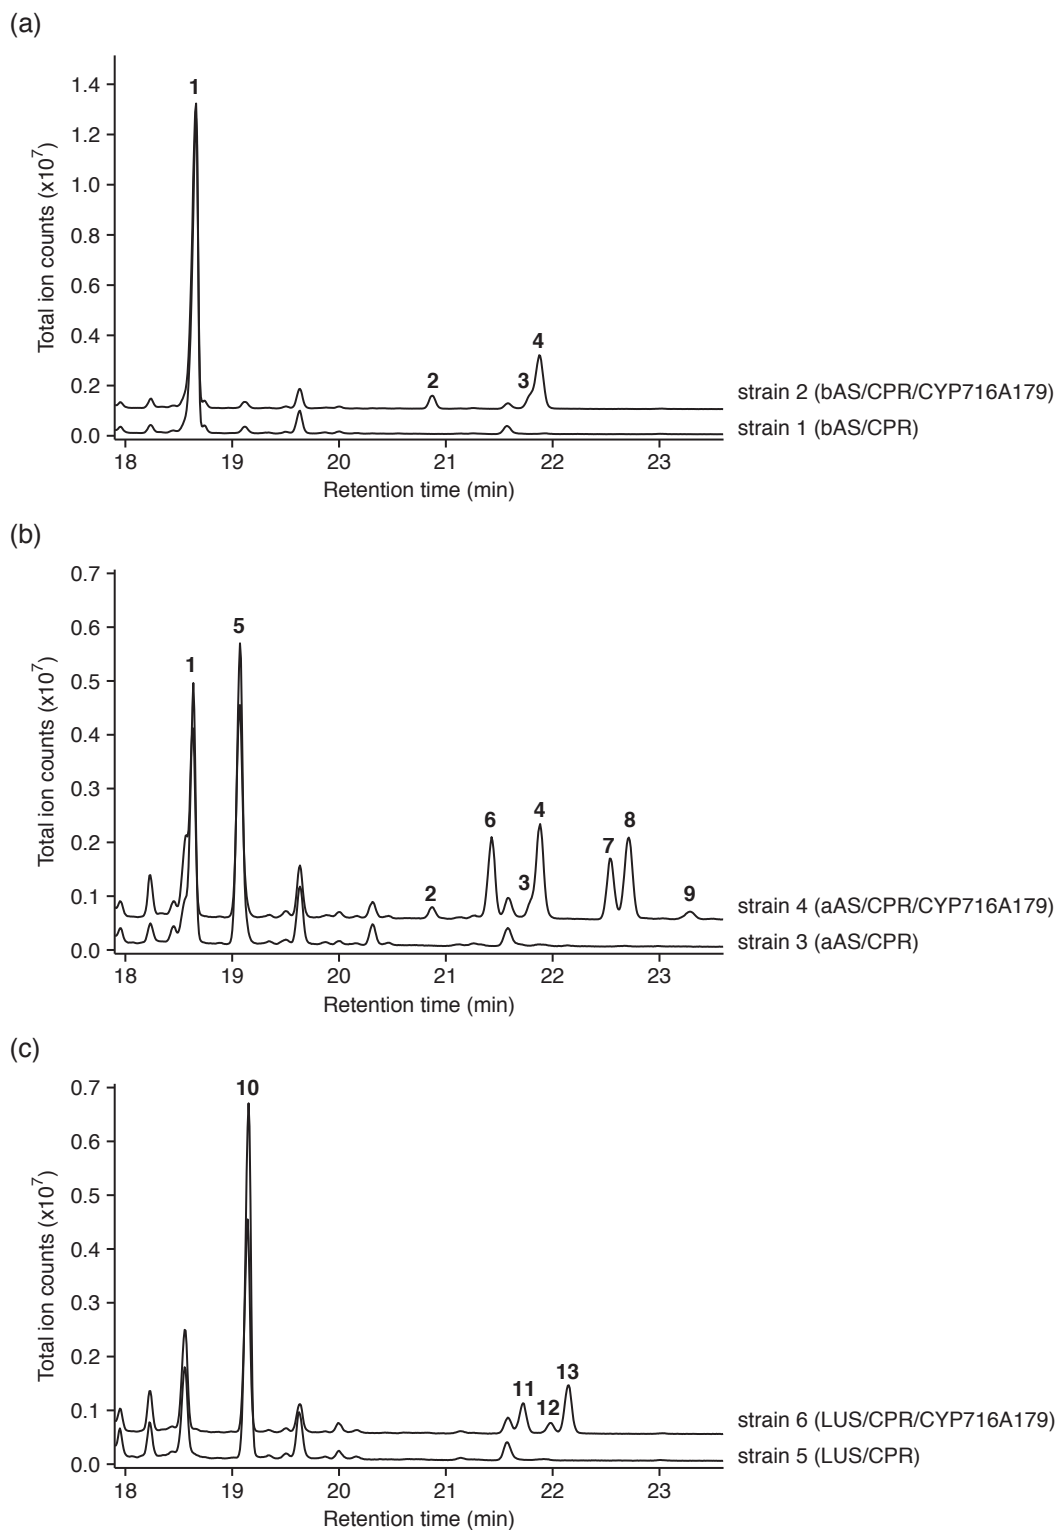 (a)
Total ion counts (x10⁷)
1.4
1.2
1.0
0.8
0.6
0.4
0.2
0.0
1
2
3
4
strain 2 (bAS/CPR/CYP716A179)
strain 1 (bAS/CPR)
18 19 20 21 22 23
Retention time (min)
(b)
Total ion counts (x10⁷)
0.7
0.6
0.5
0.4
0.3
0.2
0.1
0.0
1
5
2
6
3
4
7
8
9
strain 4 (aAS/CPR/CYP716A179)
strain 3 (aAS/CPR)
18 19 20 21 22 23
Retention time (min)
(c)
Total ion counts (x10⁷)
0.7
0.6
0.5
0.4
0.3
0.2
0.1
0.0
10
11
12
13
strain 6 (LUS/CPR/CYP716A179)
strain 5 (LUS/CPR)
18 19 20 21 22 23
Retention time (min)